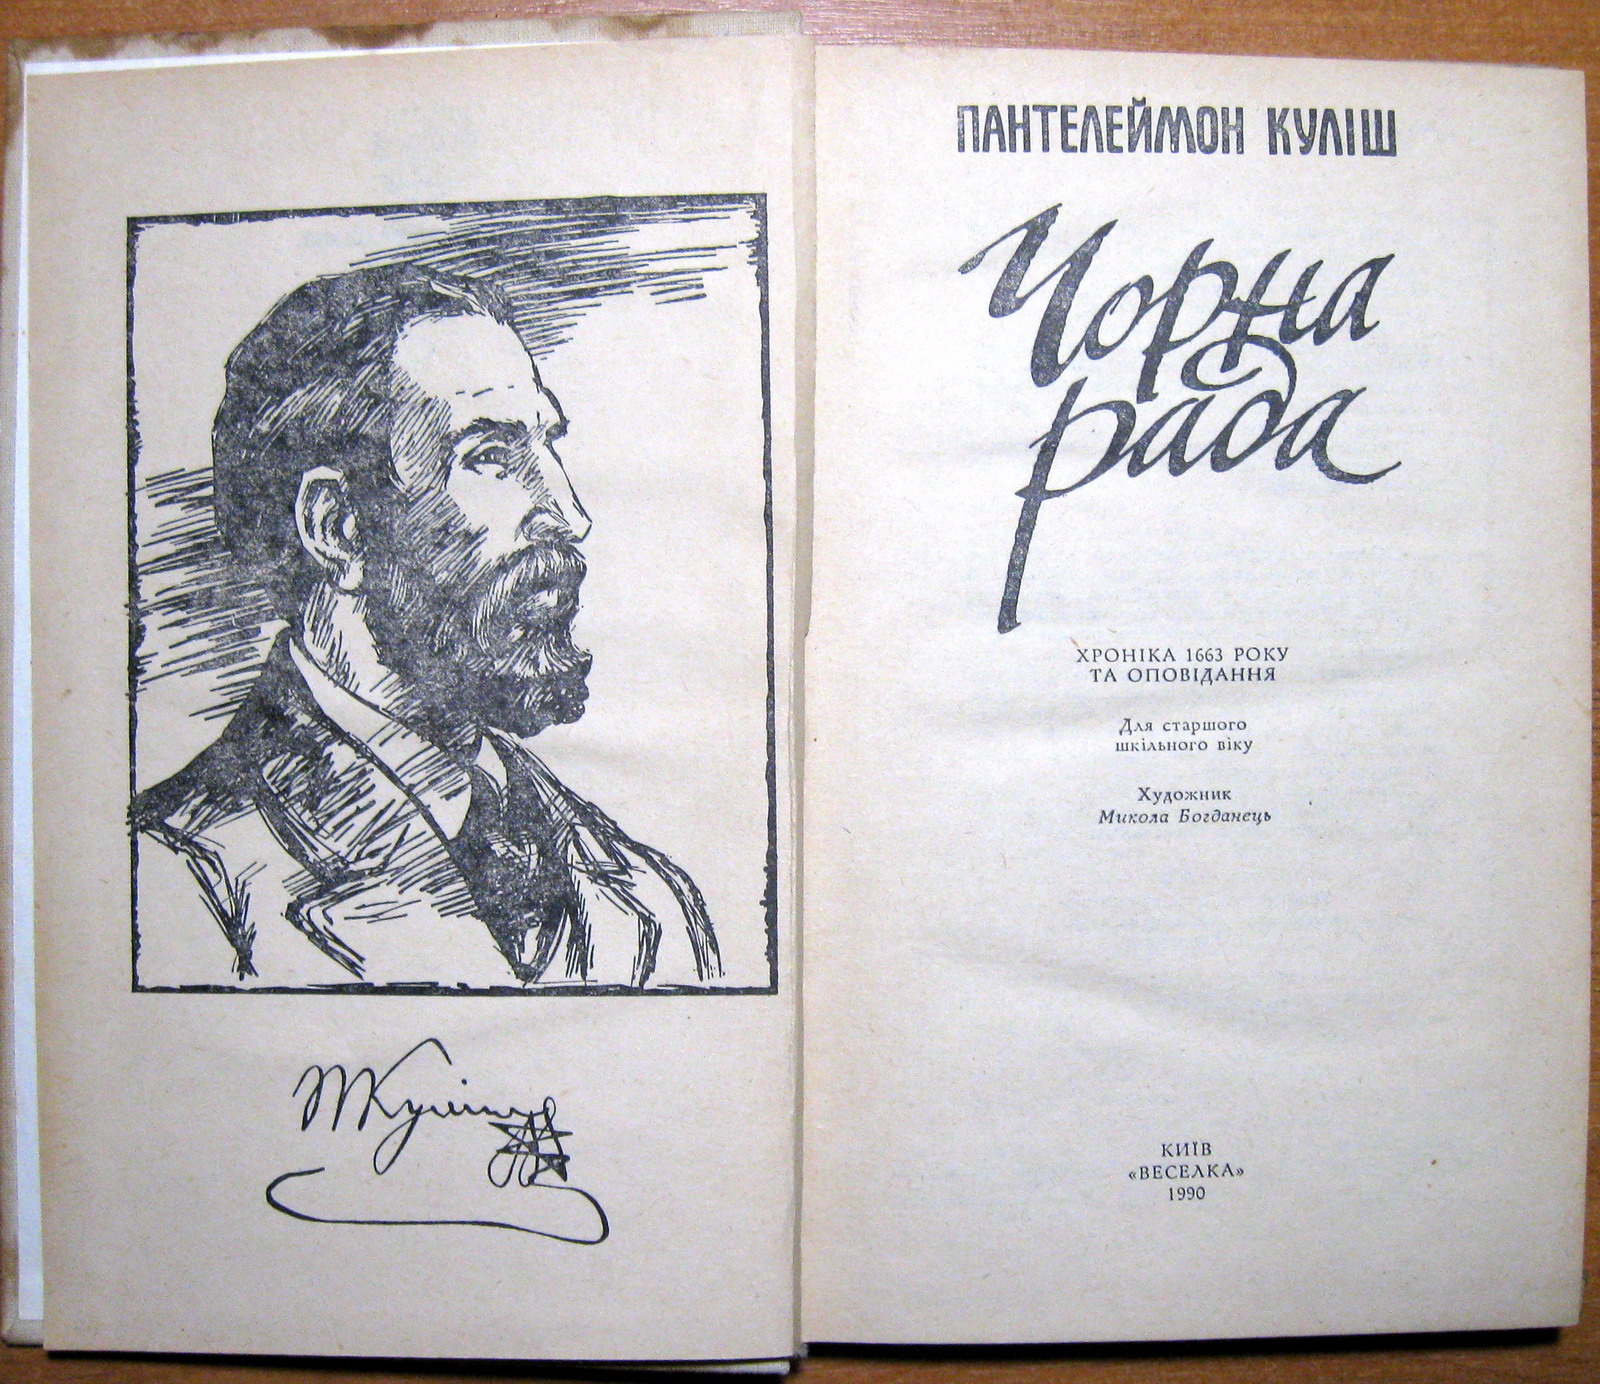 ПКуліш
ПАНТЕЛЕЙМОН КУЛІШ
Чорна
рада
ХРОНІКА 1663 РОКУ
ТА ОПОВІДАННЯ
Для старшого
шкільного віку
Художник
Микола Богданець
КИЇВ
«ВЕСЕЛКА»
1990